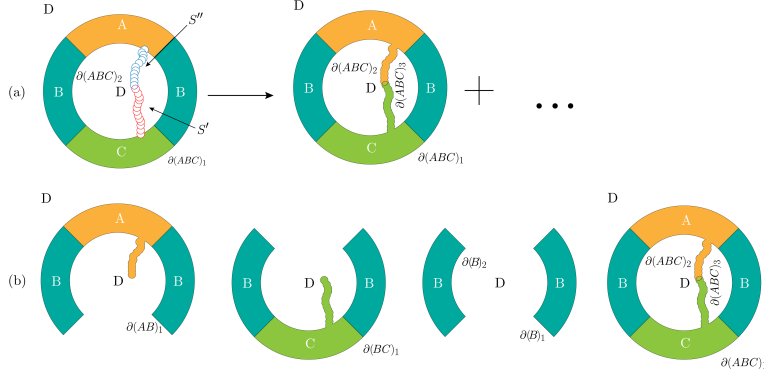 D D
A S″ A
∂(ABC)₂ ∂(ABC)₂
(a) B D B B D ∂(ABC)₃ B + ...
S′
C C
∂(ABC)₁ ∂(ABC)₁
D D
A A
∂(B)₂ ∂(ABC)₂
(b) B D B B D B B D B B D ∂(ABC)₃ B
∂(AB)₁ ∂(B)₁
C ∂(BC)₁ C
∂(ABC)